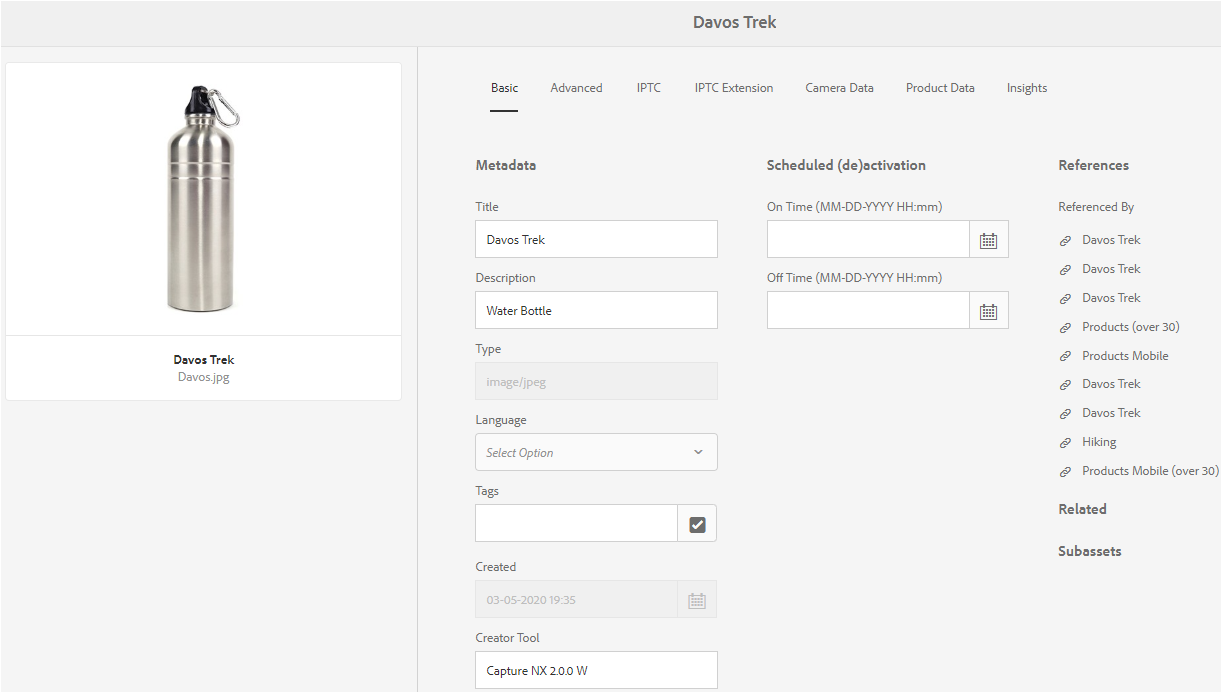 Davos Trek
Davos Trek
Davos.jpg
Basic
Advanced
IPTC
IPTC Extension
Camera Data
Product Data
Insights
Metadata
Title
Davos Trek
Description
Water Bottle
Type
image/jpeg
Language
Select Option
Tags
Created
03-05-2020 19:35
Creator Tool
Capture NX 2.0.0 W
Scheduled (de)activation
On Time (MM-DD-YYYY HH:mm)
Off Time (MM-DD-YYYY HH:mm)
References
Referenced By
Davos Trek
Davos Trek
Davos Trek
Products (over 30)
Products Mobile
Davos Trek
Davos Trek
Hiking
Products Mobile (over 30)
Related
Subassets